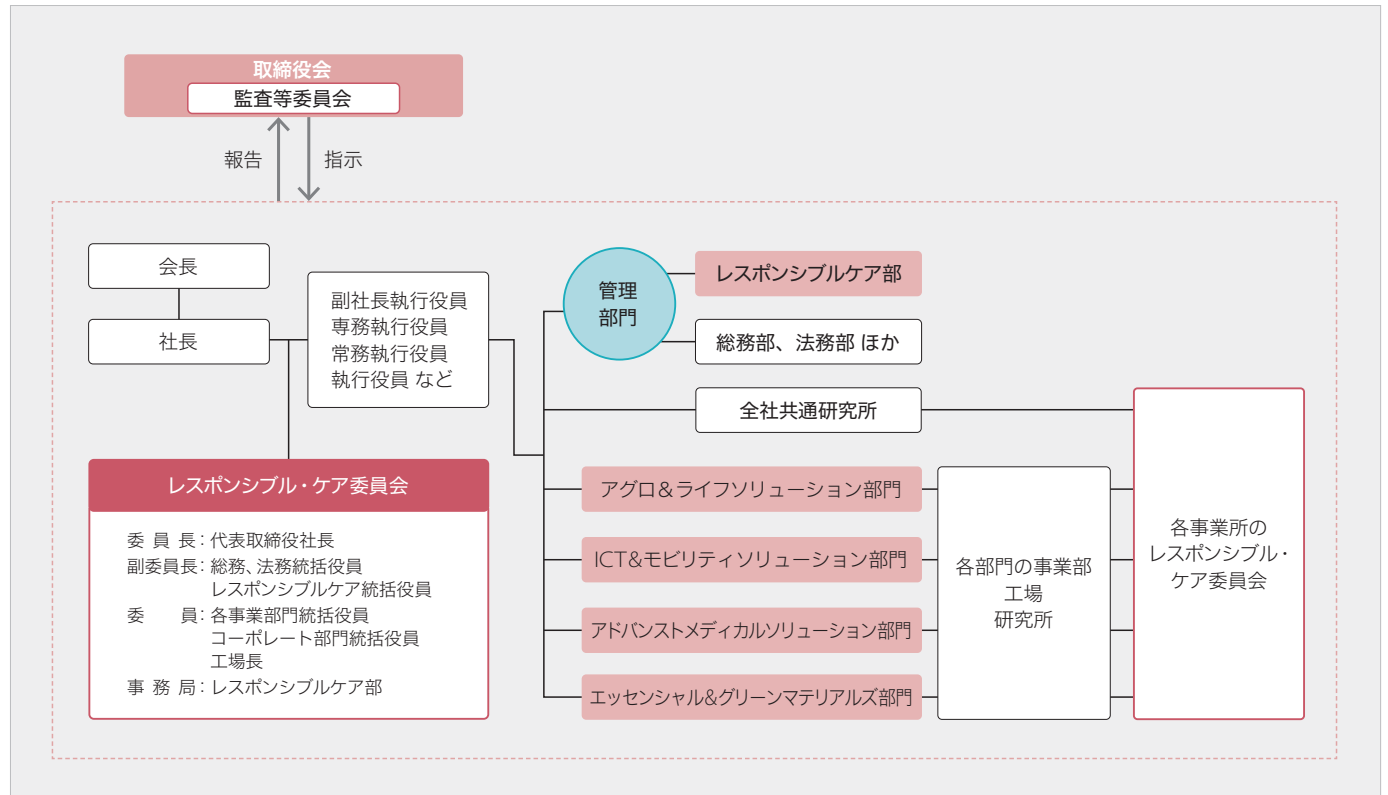 取締役会
監査等委員会
報告
指示
会長
社長
副社長執行役員
専務執行役員
常務執行役員
執行役員 など
管理
部門
レスポンシブルケア部
総務部、法務部 ほか
全社共通研究所
レスポンシブル・ケア委員会
委員長：代表取締役社長
副委員長：総務、法務統括役員
レスポンシブルケア統括役員
委　員：各事業部門統括役員
コーポレート部門統括役員
工場長
事務局：レスポンシブルケア部
アグロ＆ライフソリューション部門
ICT&モビリティソリューション部門
アドバンストメディカルソリューション部門
エッセンシャル&グリーンマテリアルズ部門
各部門の事業部
工場
研究所
各事業所の
レスポンシブル・
ケア委員会